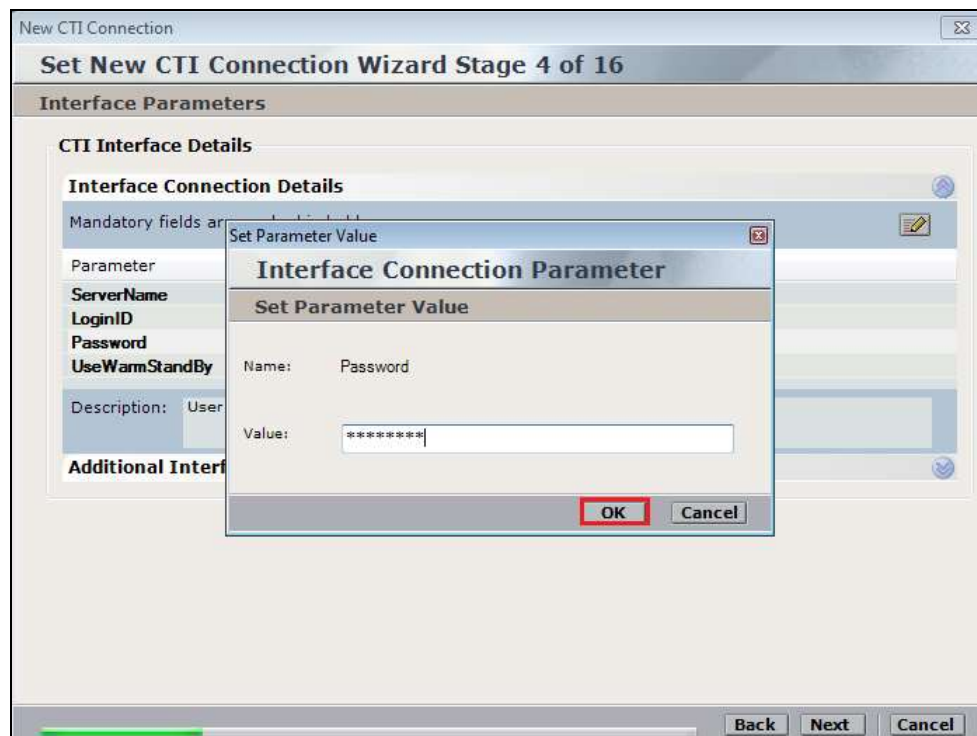 New CTI Connection
Set New CTI Connection Wizard Stage 4 of 16
Interface Parameters
CTI Interface Details
Interface Connection Details
Mandatory fields
Set Parameter Value
Interface Connection Parameter
Set Parameter Value
Parameter
ServerName
LoginID
Password
UseWarmStandBy
Name: Password
Description: User
Value: ********
Additional
OK Cancel
Back Next Cancel